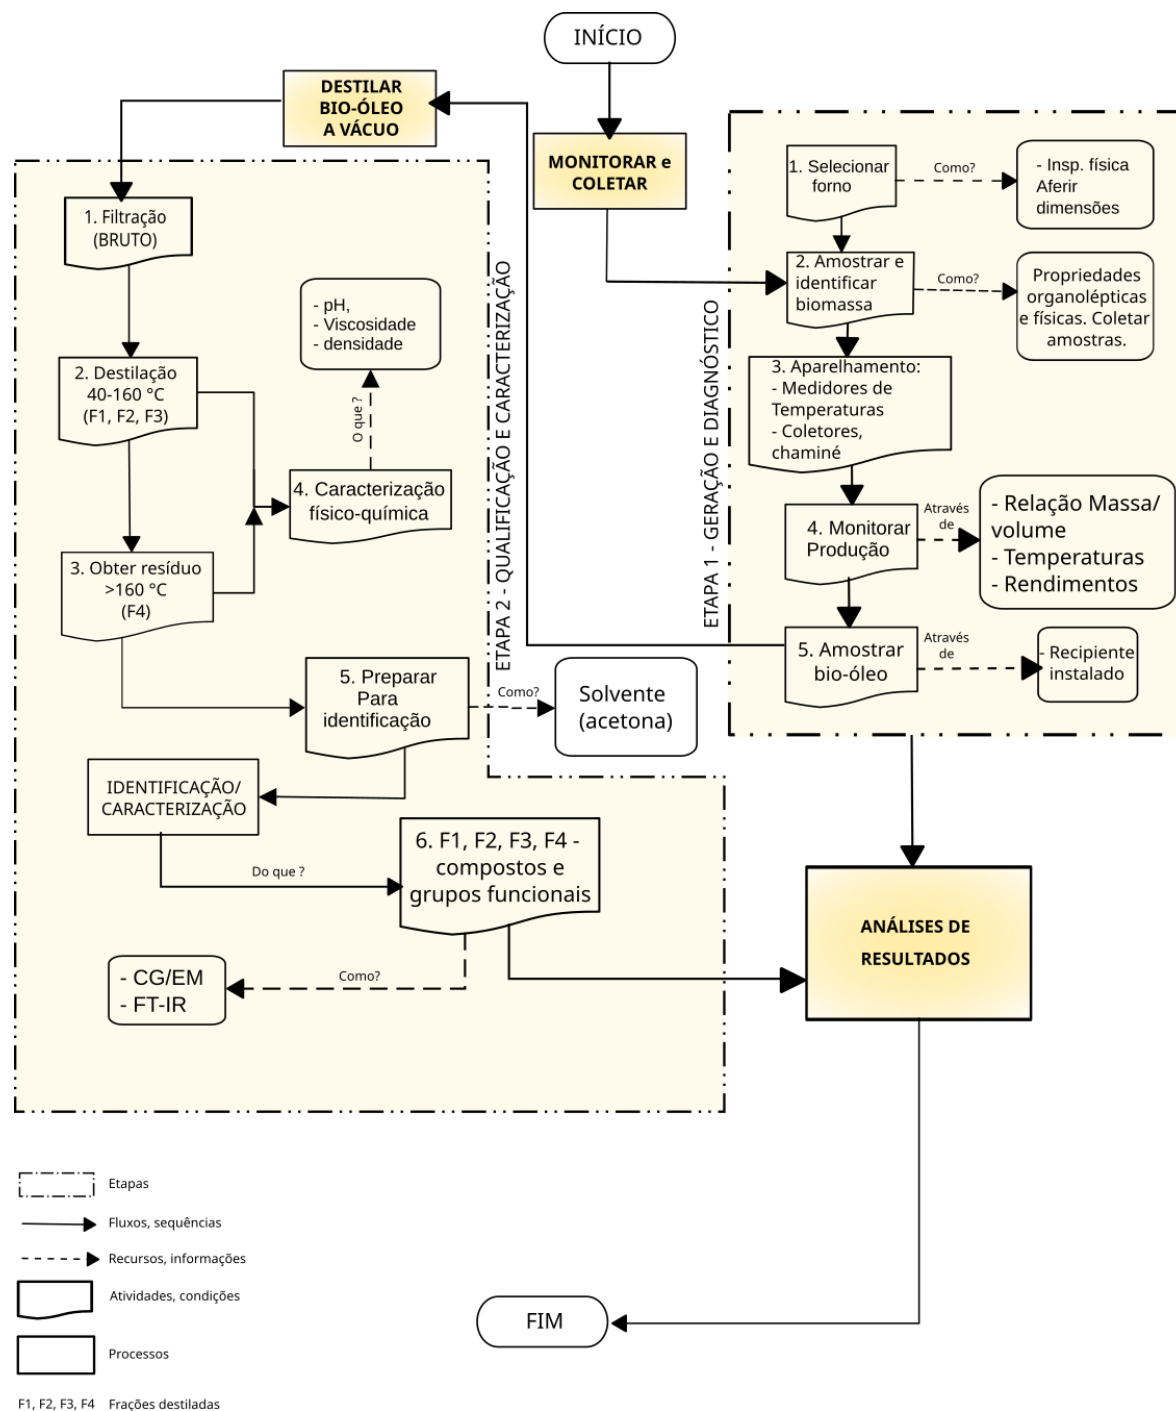 INÍCIO
DESTILAR
BIO-ÓLEO
A VÁCUO
MONITORAR e
COLETAR
ETAPA 1 - GERAÇÃO E DIAGNÓSTICO
1. Selecionar
forno
Como?
- Insp. física
Aferir
dimensões
2. Amostrar e
identificar
biomassa
Como?
Propriedades
organolépticas
e físicas. Coletar
amostras.
3. Aparelhamento:
- Medidores de
Temperaturas
- Coletores,
chaminé
4. Monitorar
Produção
Através
de
- Relação Massa/
volume
- Temperaturas
- Rendimentos
5. Amostrar
bio-óleo
Através
de
- Recipiente
instalado
ETAPA 2 - QUALIFICAÇÃO E CARACTERIZAÇÃO
1. Filtração
(BRUTO)
2. Destilação
40-160 °C
(F1, F2, F3)
3. Obter resíduo
>160 °C
(F4)
- pH,
- Viscosidade
- densidade
O que ?
4. Caracterização
físico-química
5. Preparar
Para
identificação
Como?
Solvente
(acetona)
IDENTIFICAÇÃO/
CARACTERIZAÇÃO
Do que ?
6. F1, F2, F3, F4 -
compostos e
grupos funcionais
Como?
- CG/EM
- FT-IR
ANÁLISES DE
RESULTADOS
FIM
Etapas
Fluxos, sequências
Recursos, informações
Atividades, condições
Processos
F1, F2, F3, F4 Frações destiladas